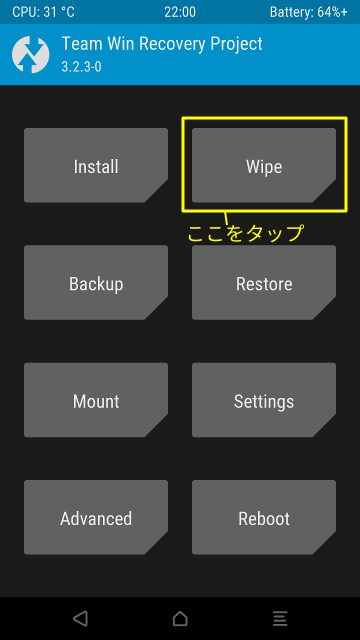 CPU: 31 °C 22:00 Battery: 64%+
Team Win Recovery Project
3.2.3-0
Install Wipe
ここをタップ
Backup Restore
Mount Settings
Advanced Reboot